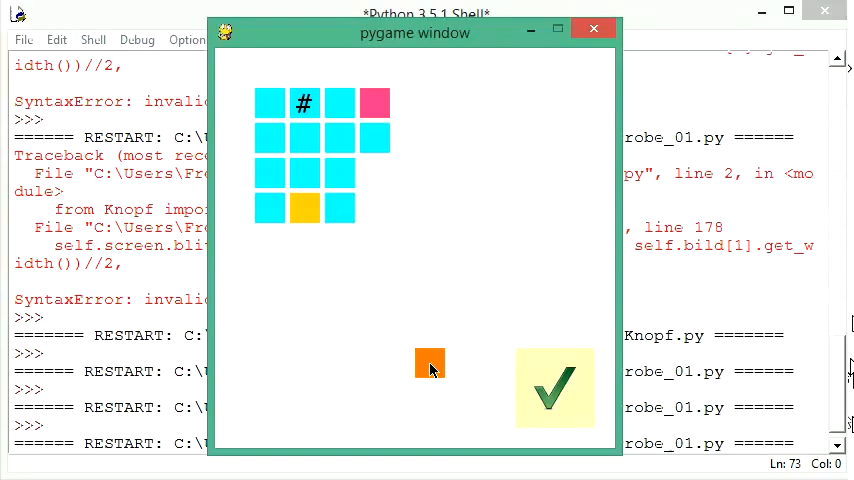 *Python 3.5.1 Shell*
pygame window
File Edit Shell Debug Option
#
idth())//2,
SyntaxError: invali
>>>
====== RESTART: C:\U robe_01.py ======
Traceback (most rec
File "C:\Users\Fr py", line 2, in <mo
dule>
from Knopf impo
File "C:\Users\Fr , line 178
self.screen.bli self.bild[1].get_w
idth())//2,
SyntaxError: invali
>>>
======= RESTART: C: Knopf.py =======
>>>
====== RESTART: C:\U robe_01.py ======
>>>
====== RESTART: C:\U robe_01.py ======
>>>
====== RESTART: C:\U robe_01.py ======
Ln: 73 Col: 0